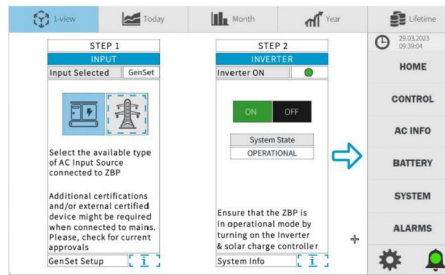 1-view
Today
Month
Year
Lifetime
29.03.2023
09:39:04
STEP 1
INPUT
Input Selected GenSet
Select the available type
of AC Input Source
connected to ZBP
Additional certifications
and/or external certified
device might be required
when connected to mains.
Please, check for current
approvals
GenSet Setup i
STEP 2
INVERTER
Inverter ON
ON OFF
System State
OPERATIONAL
Ensure that the ZBP is
in operational mode by
turning on the Inverter
& solar charge controller
System Info i
HOME
CONTROL
AC INFO
BATTERY
SYSTEM
ALARMS